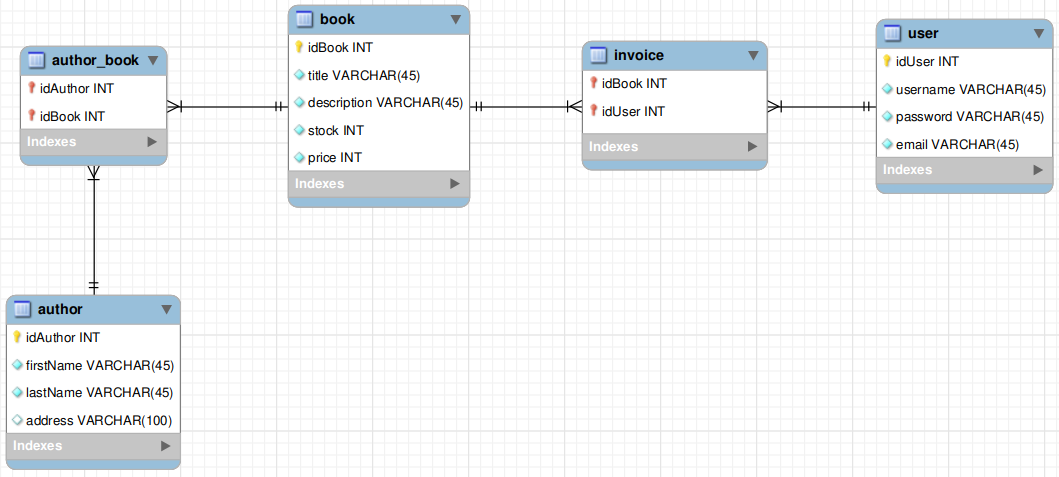 author_book
idAuthor INT
idBook INT
Indexes
book
idBook INT
title VARCHAR(45)
description VARCHAR(45)
stock INT
price INT
Indexes
invoice
idBook INT
idUser INT
Indexes
user
idUser INT
username VARCHAR(45)
password VARCHAR(45)
email VARCHAR(45)
Indexes
author
idAuthor INT
firstName VARCHAR(45)
lastName VARCHAR(45)
address VARCHAR(100)
Indexes